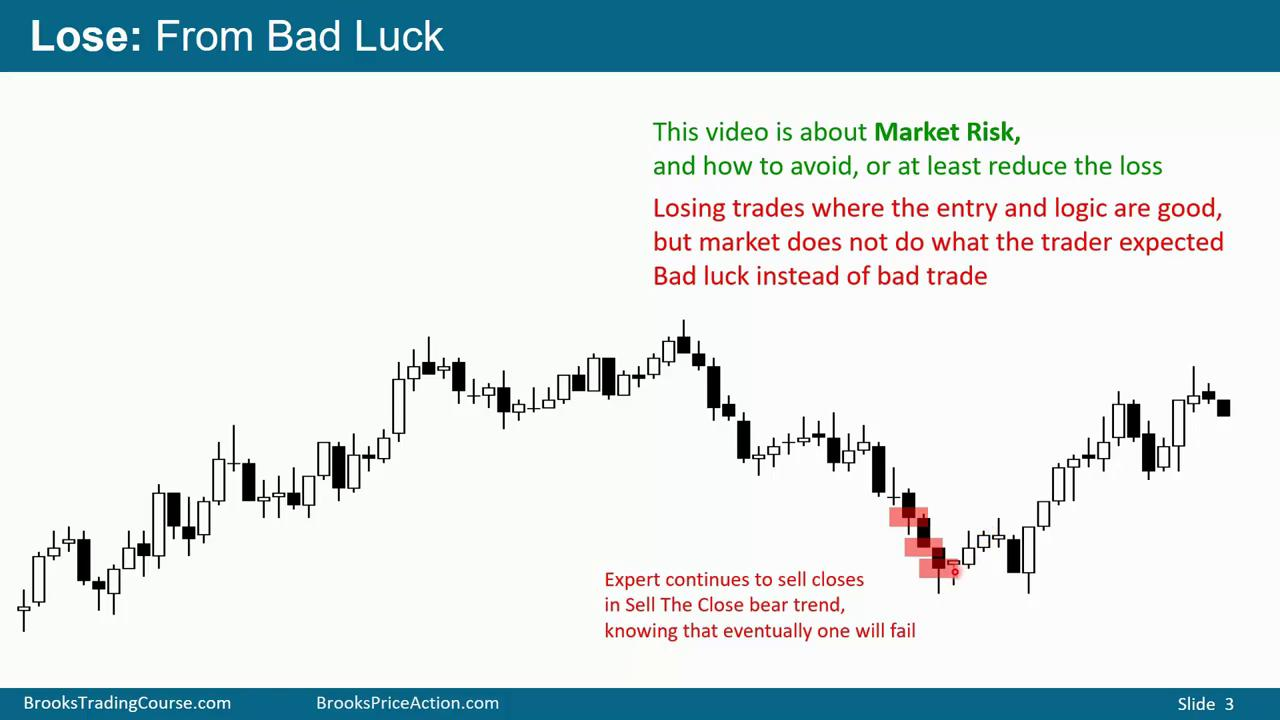 Lose: From Bad Luck
This video is about Market Risk,
and how to avoid, or at least reduce the loss
Losing trades where the entry and logic are good,
but market does not do what the trader expected
Bad luck instead of bad trade
Expert continues to sell closes
in Sell The Close bear trend,
knowing that eventually one will fail
BrooksTradingCourse.com
BrooksPriceAction.com
Slide 3